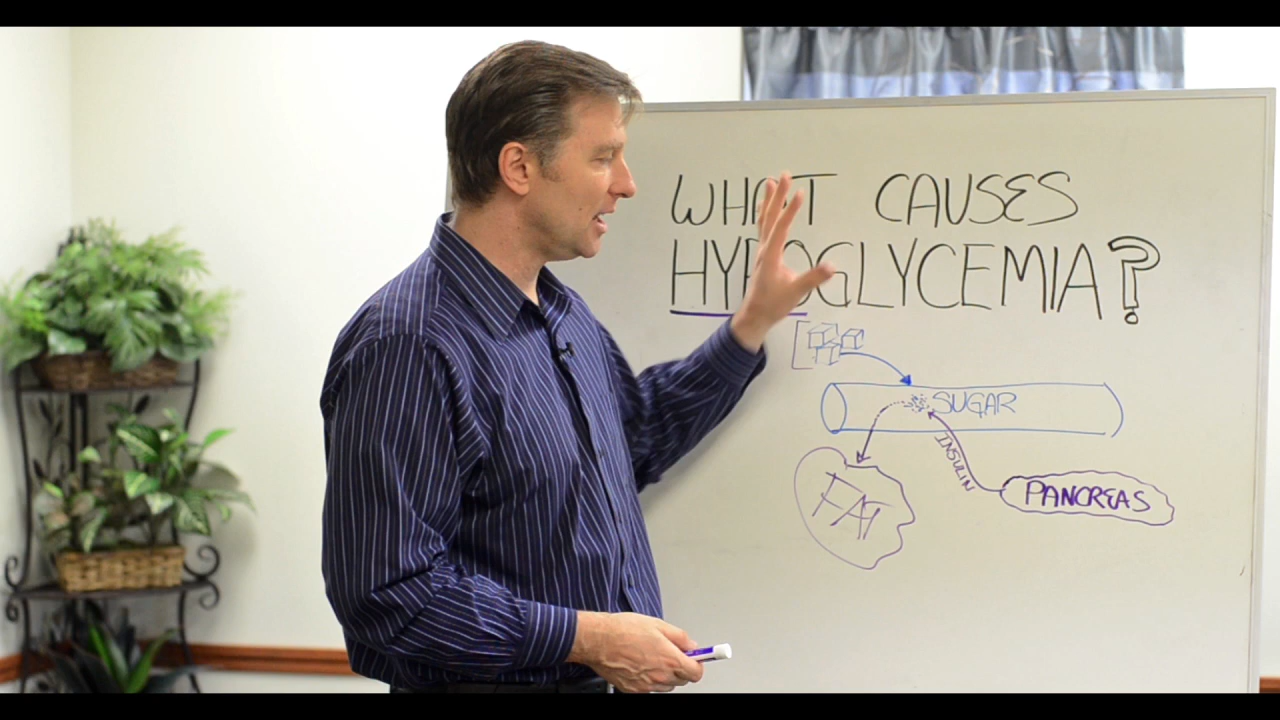 WHAT CAUSES
HYPOGLYCEMIA?
SUGAR
INSULIN
PANCREAS
FAT